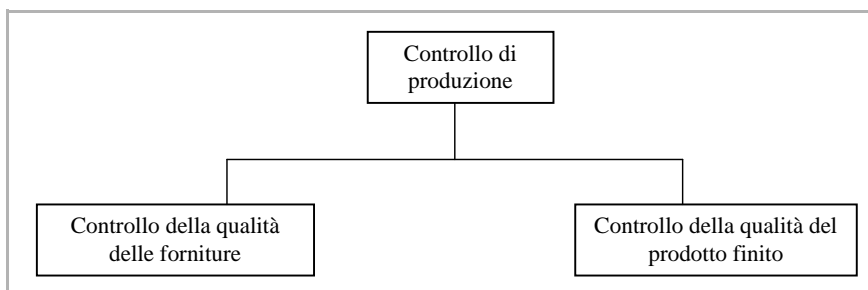 Controllo di
produzione
Controllo della qualità
delle forniture
Controllo della qualità del
prodotto finito